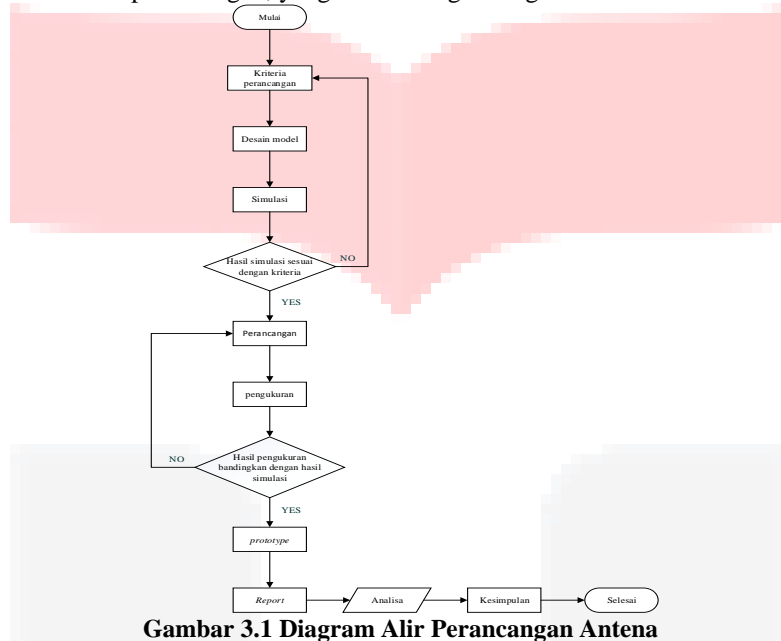 Mulai
Kriteria
perancangan
Desain model
Simulasi
Hasil simulasi sesuai
dengan kriteria
NO
YES
Perancangan
pengukuran
Hasil pengukuran
bandingkan dengan hasil
simulasi
NO
YES
prototype
Report
Analisa
Kesimpulan
Selesai
Gambar 3.1 Diagram Alir Perancangan Antena